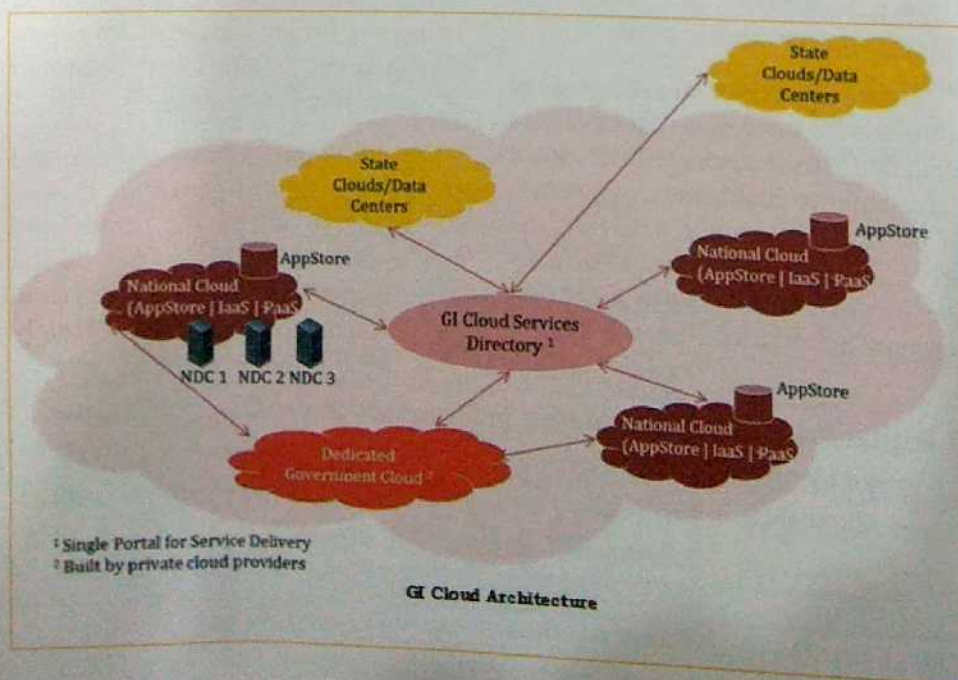 State
Clouds/Data
Centers
State
Clouds/Data
Centers
AppStore
National Cloud
(AppStore | IaaS | PaaS
AppStore
National Cloud
(AppStore | IaaS | PaaS
GI Cloud Services
Directory ¹
NDC 1 NDC 2 NDC 3
AppStore
National Cloud
(AppStore | IaaS | PaaS
Dedicated
Government Cloud ²
¹ Single Portal for Service Delivery
² Built by private cloud providers
GI Cloud Architecture